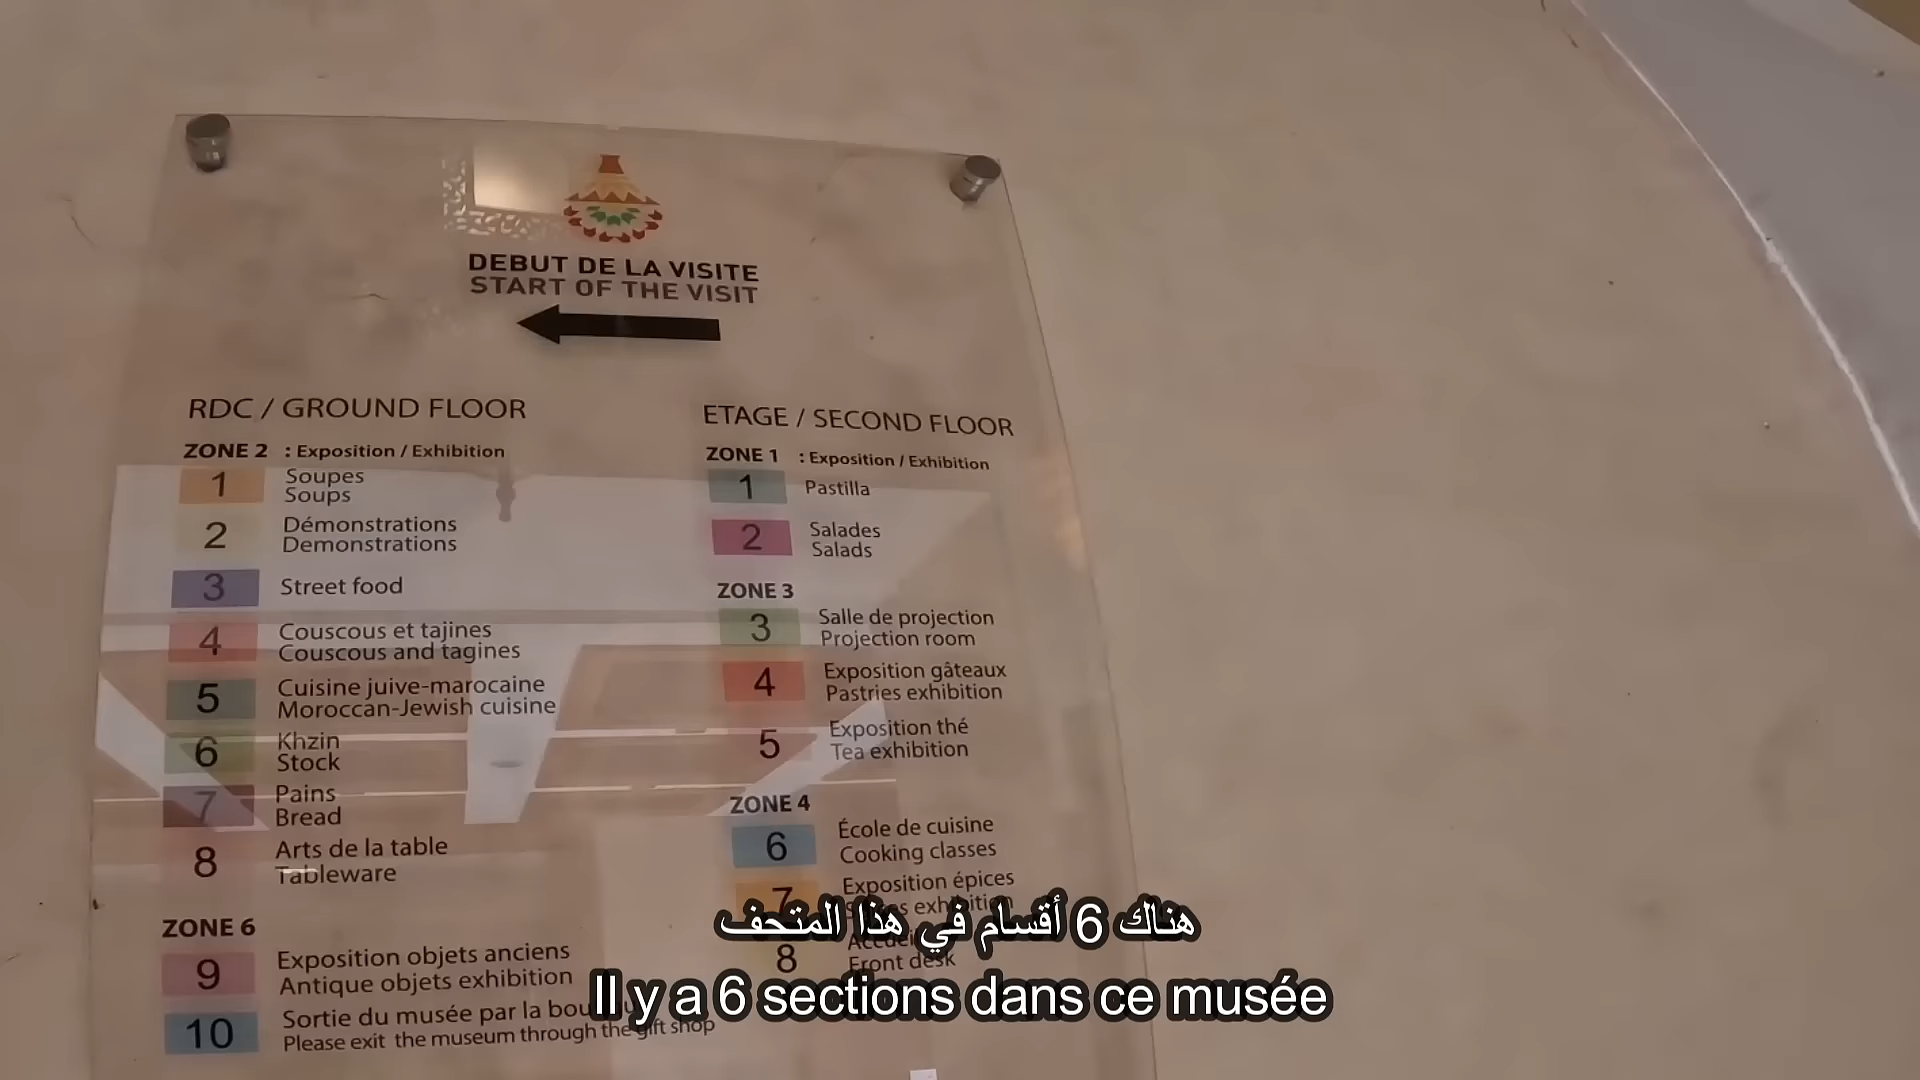 DEBUT DE LA VISITE
START OF THE VISIT
RDC / GROUND FLOOR
ZONE 2 : Exposition / Exhibition
1 Soupes
Soups
2 Démonstrations
Demonstrations
3 Street food
4 Couscous et tajines
Couscous and tagines
5 Cuisine juive-marocaine
Moroccan-Jewish cuisine
6 Khzin
Stock
7 Pains
Bread
8 Arts de la table
Tableware
ZONE 6
9 Exposition objets anciens
Antique objets exhibition
10 Sortie du musée par la
Please exit the museum through the gift shop
ETAGE / SECOND FLOOR
ZONE 1 : Exposition / Exhibition
1 Pastilla
2 Salades
Salads
ZONE 3
3 Salle de projection
Projection room
4 Exposition gâteaux
Pastries exhibition
5 Exposition thé
Tea exhibition
ZONE 4
6 École de cuisine
Cooking classes
7 Exposition épices
exhibition
8
Front desk
هناك 6 أقسام في هذا المتحف
Il y a 6 sections dans ce musée